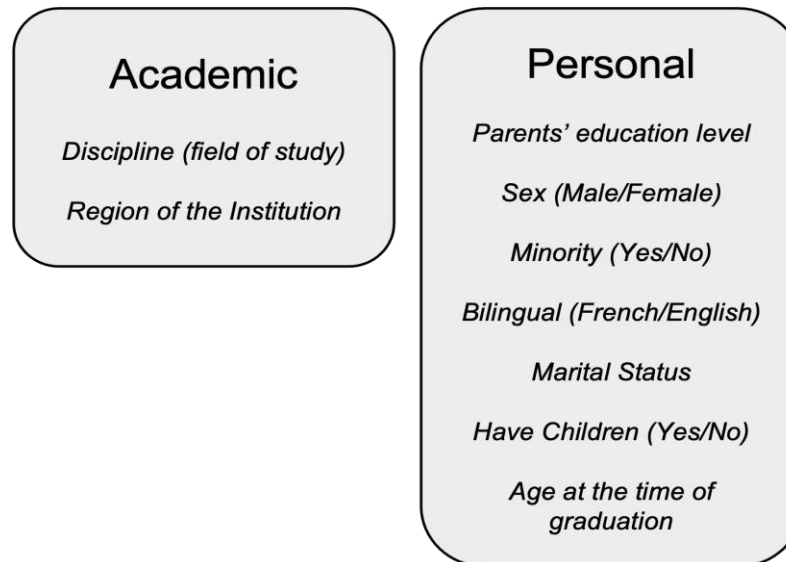 Academic
Discipline (field of study)
Region of the Institution
Personal
Parents’ education level
Sex (Male/Female)
Minority (Yes/No)
Bilingual (French/English)
Marital Status
Have Children (Yes/No)
Age at the time of
graduation